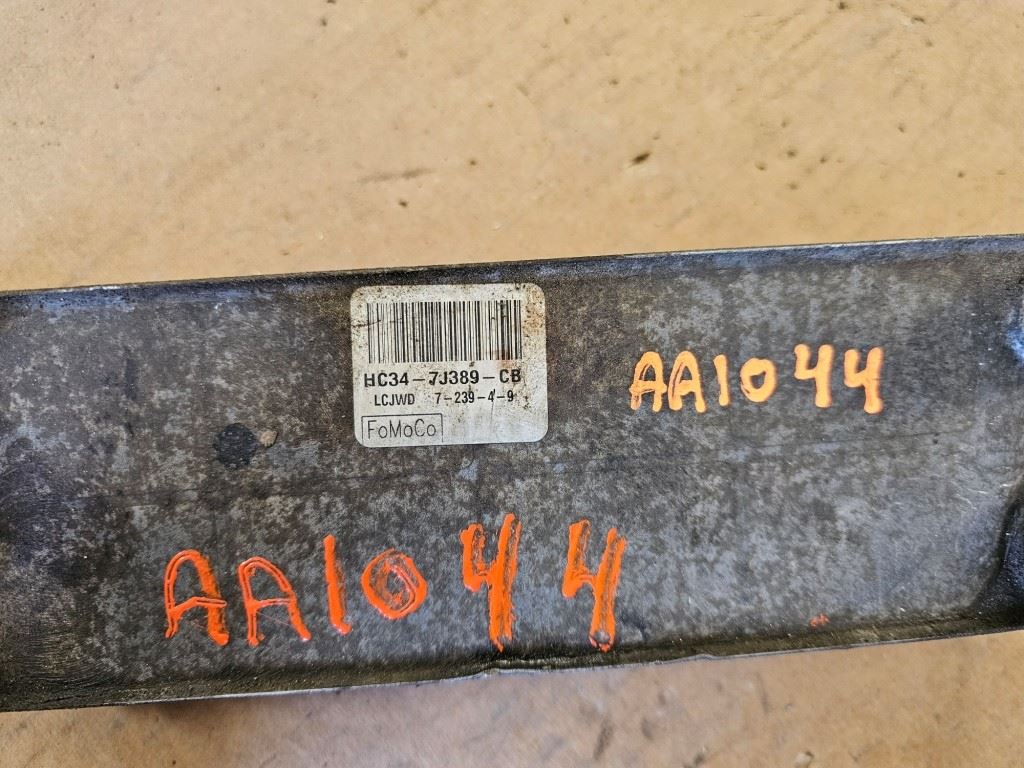 HC34-7J389-CB
LCJWD 7-239-4-9
FoMoCo
AA1044
AA1044